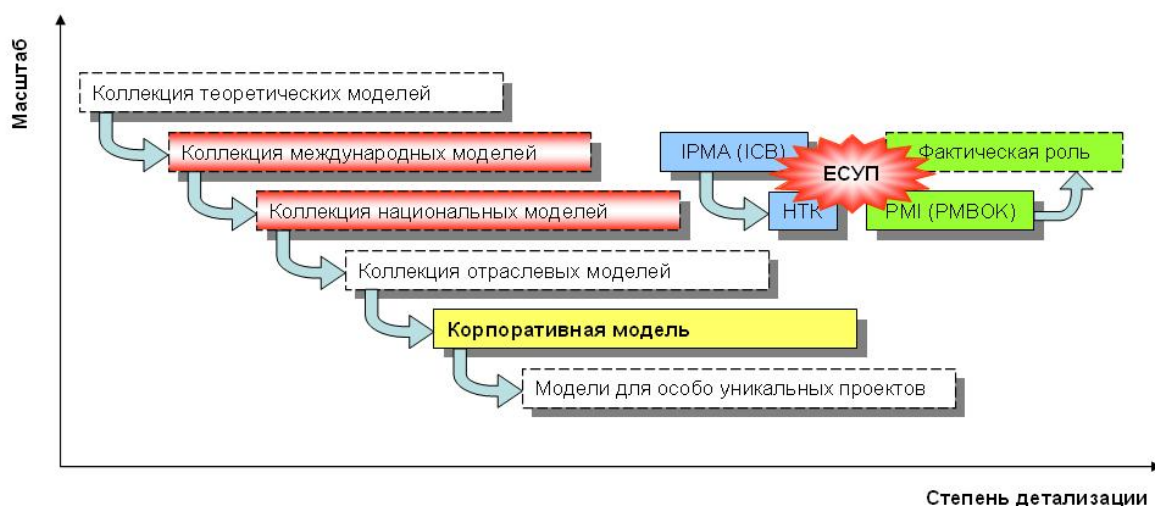 Масштаб
Коллекция теоретических моделей
Коллекция международных моделей
IPMA (ICB)
ЕСУП
Фактическая роль
Коллекция национальных моделей
НТК
PMI (PMBOK)
Коллекция отраслевых моделей
Корпоративная модель
Модели для особо уникальных проектов
Степень детализации